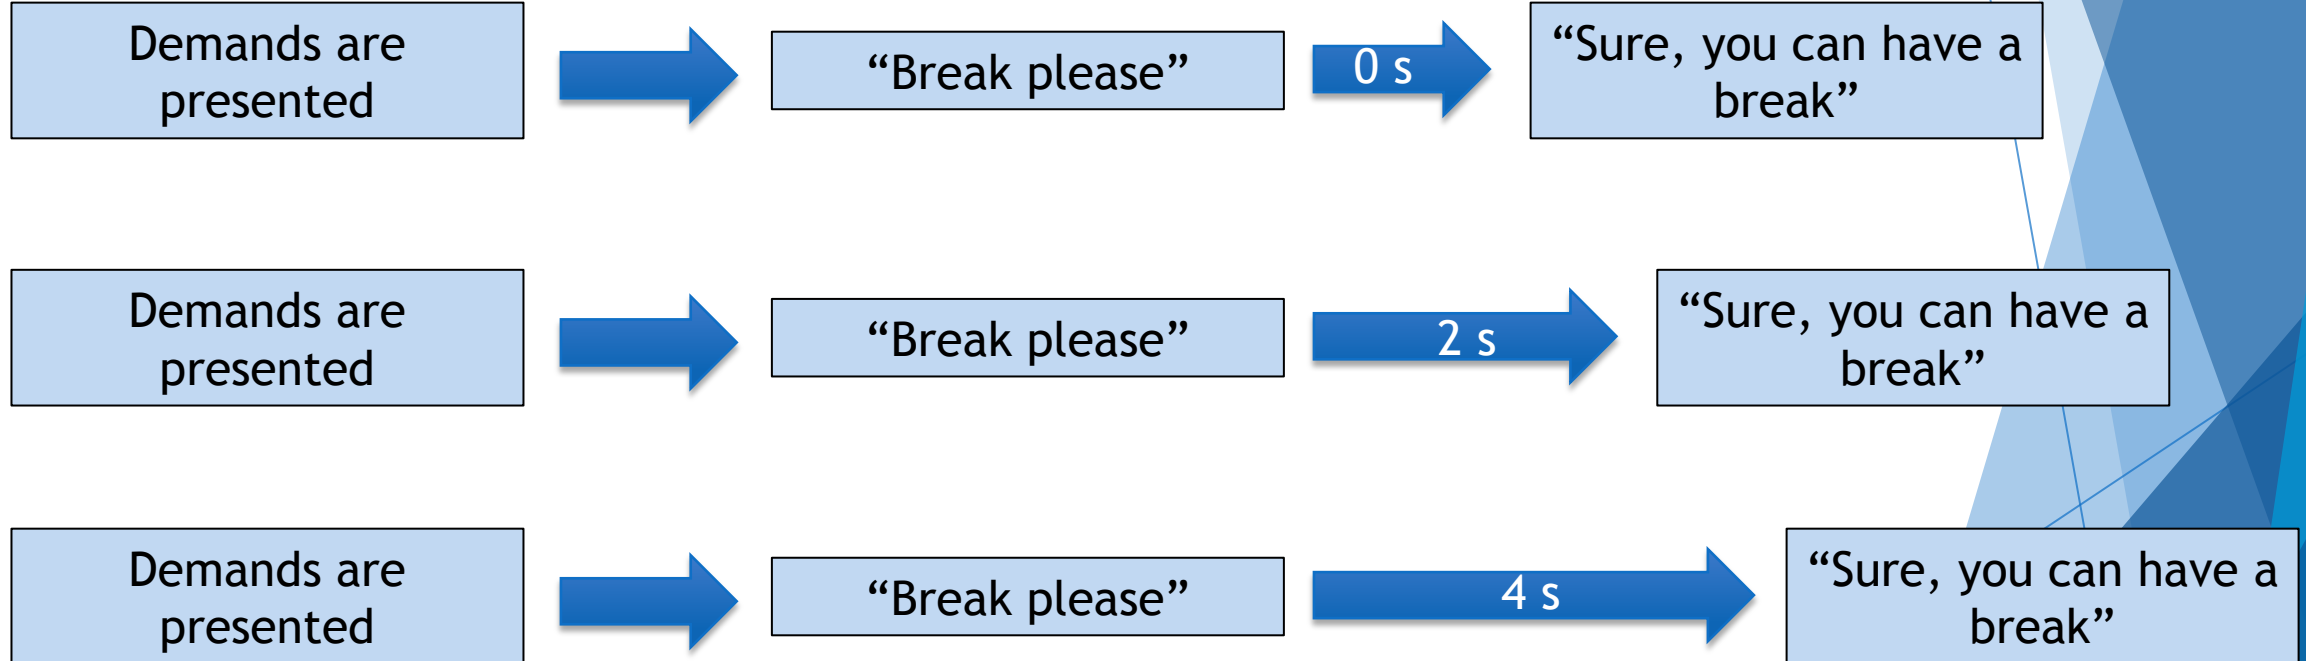 Demands are
presented
“Break please”
0 s
“Sure, you can have a
break”
Demands are
presented
“Break please”
2 s
“Sure, you can have a
break”
Demands are
presented
“Break please”
4 s
“Sure, you can have a
break”